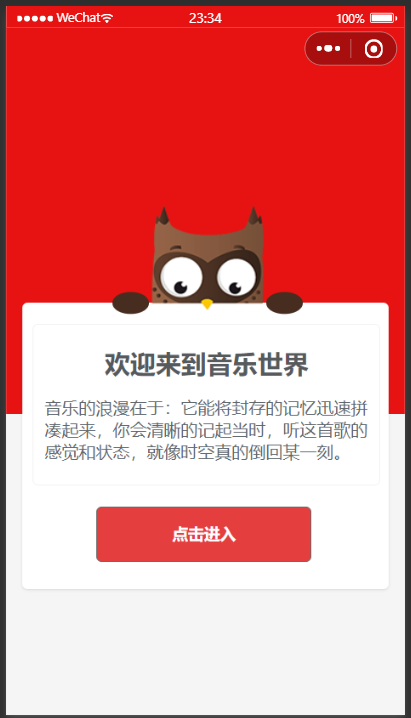 WeChat 23:34 100%
欢迎来到音乐世界
音乐的浪漫在于：它能将封存的记忆迅速拼
凑起来，你会清晰的记起当时，听这首歌的
感觉和状态，就像时空真的倒回某一刻。
点击进入